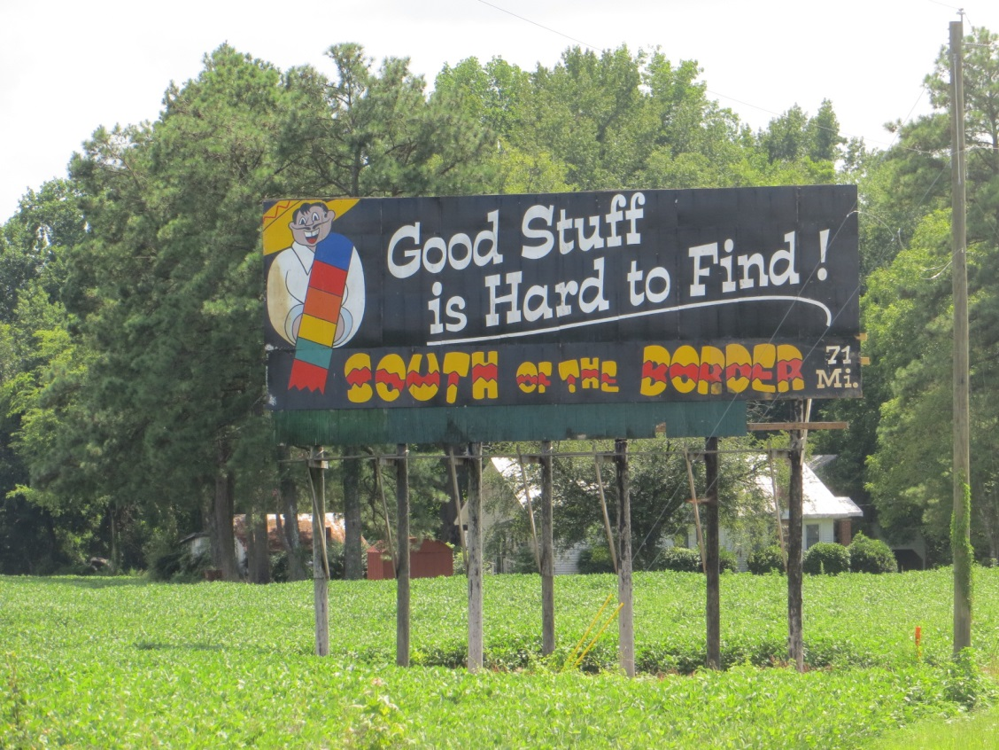 Good Stuff
is Hard to Find!
SOUTH OF THE BORDER
71
Mi.